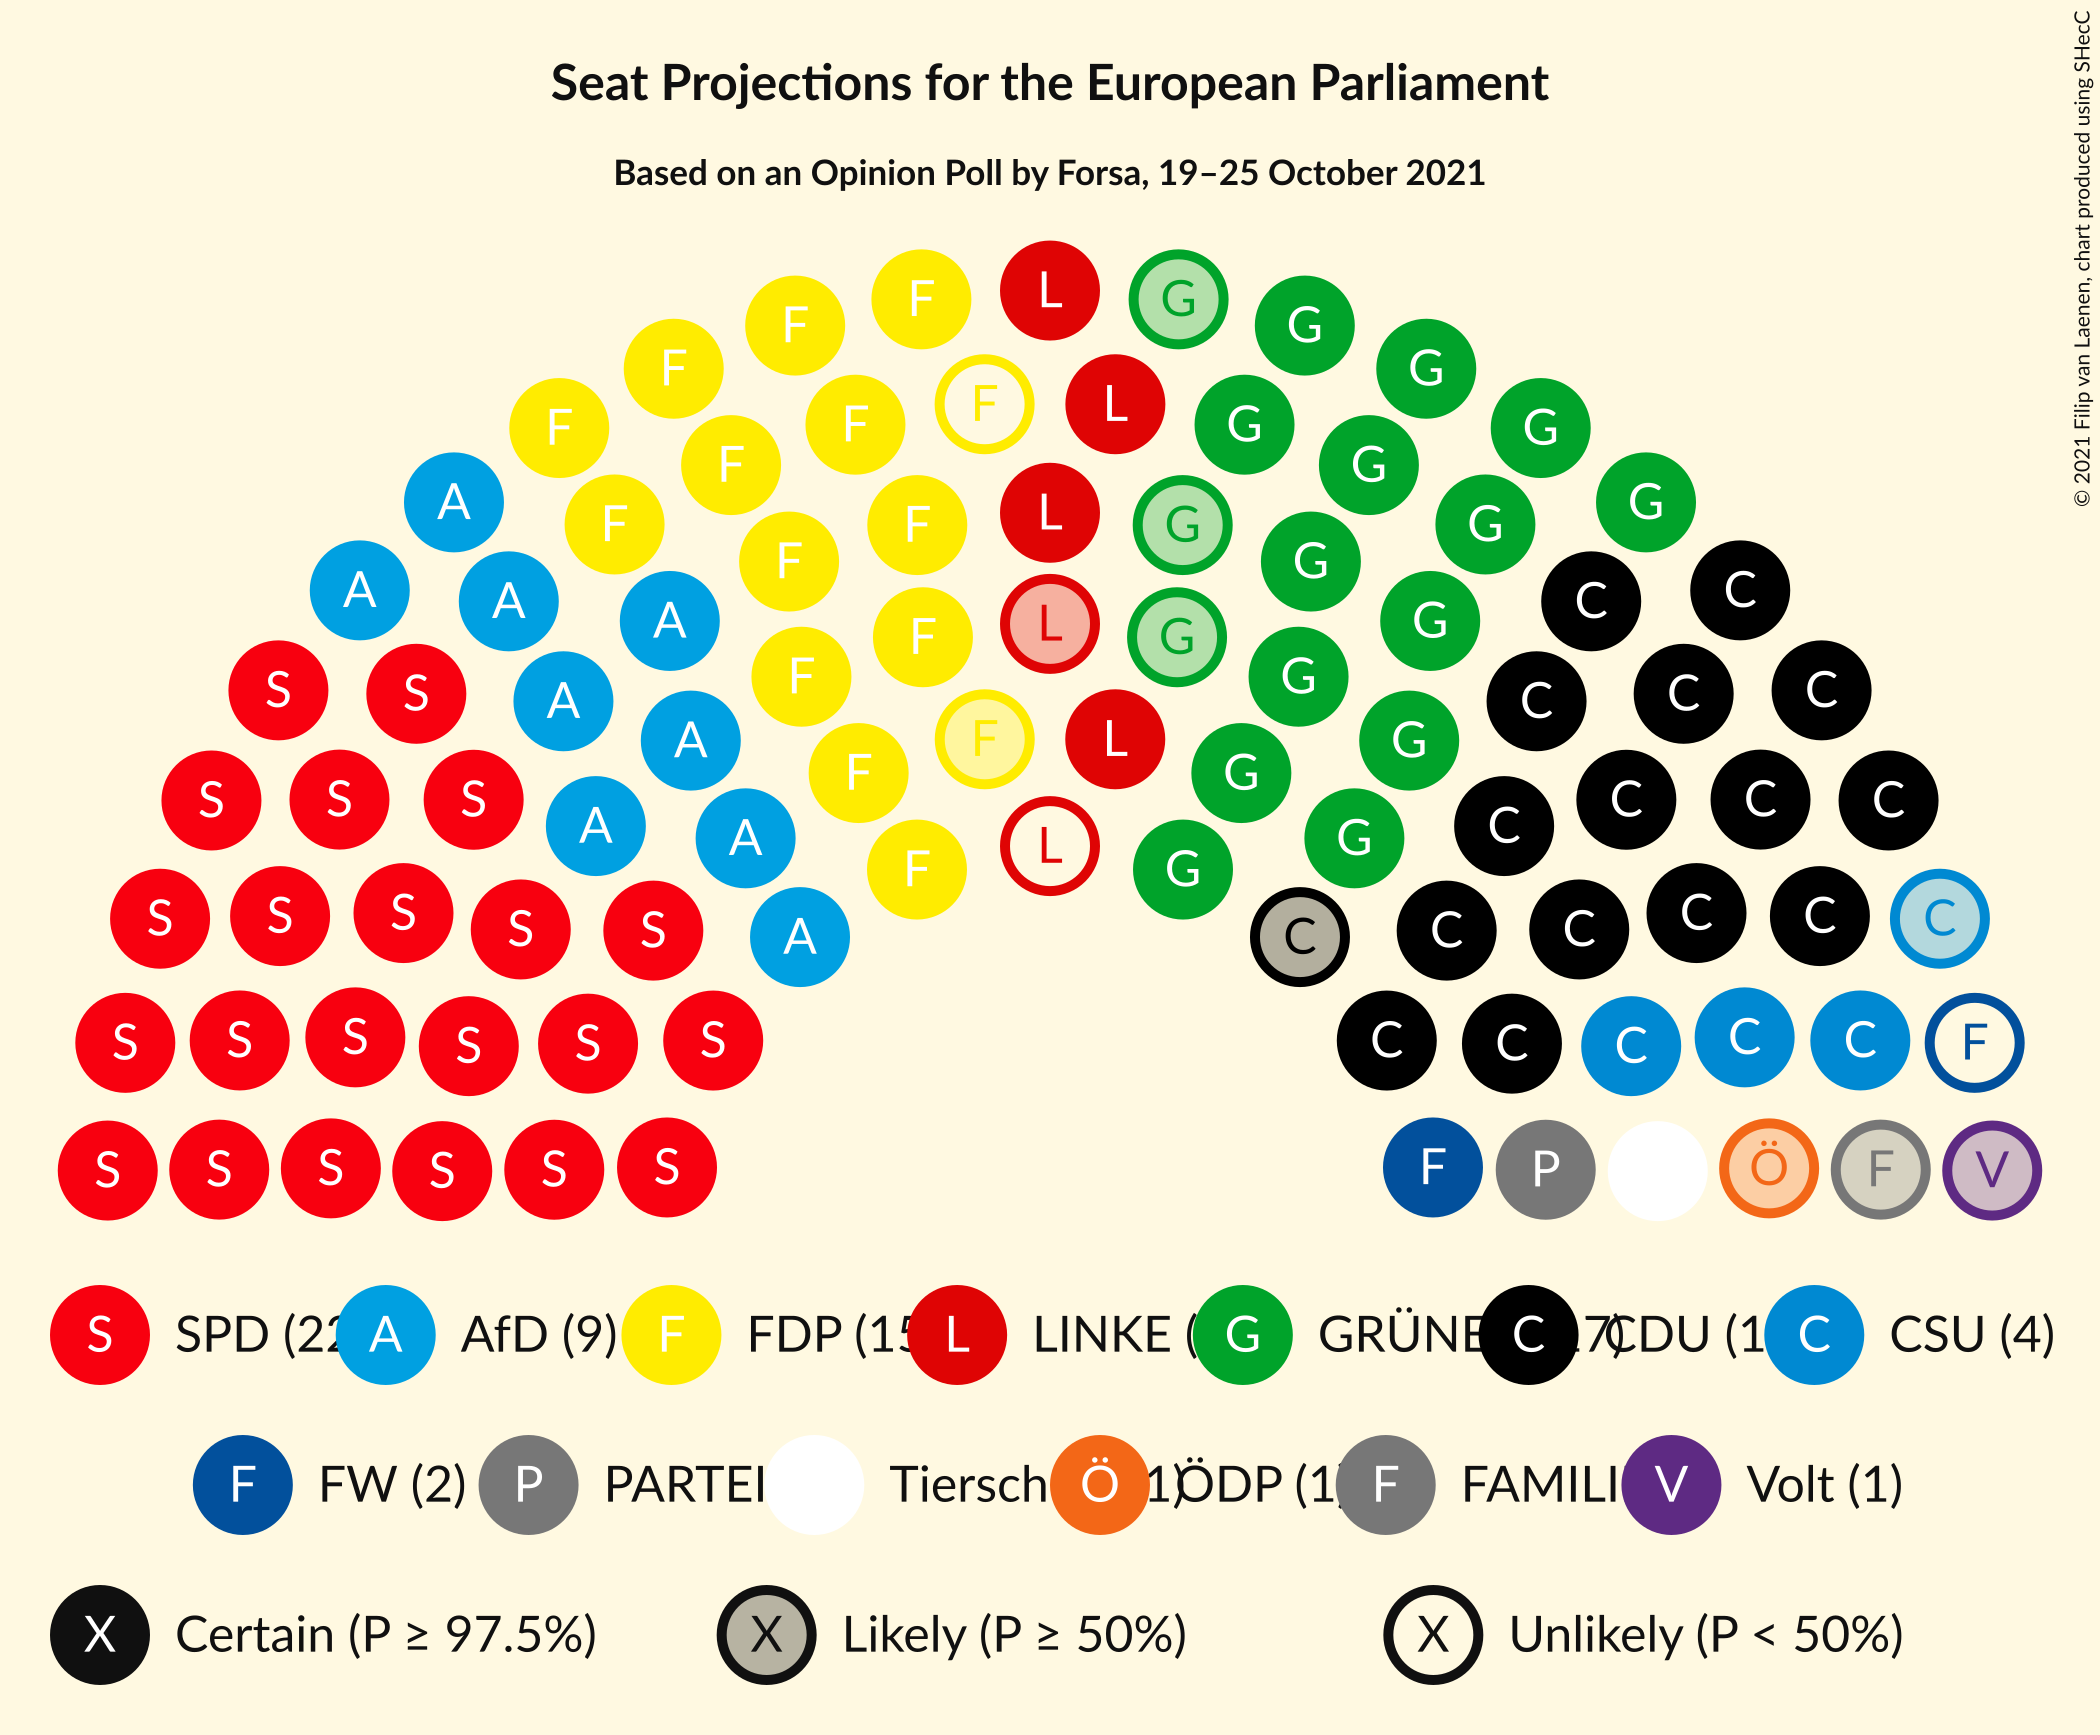 Seat Projections for the European Parliament
Based on an Opinion Poll by Forsa, 19–25 October 2021
© 2021 Filip van Laenen, chart produced using SHecC
L
F G
F G
F L
F G
F F
G G
F G
F L G
F G
A G
F G
A F L G C
A A F G G C
F G
S S A C C C
A F L G
S S S F G C C C
A A L G C
S S S S S A F G C C C C C C
S S S S S S C C C C C F
S S S S S S F P Ö F V
S SPD (22 A AfD (9) F FDP (15 L LINKE ( G GRÜNE C 7) CDU (1 C CSU (4)
F FW (2) P PARTEI Tiersch Ö 1) ÖDP (1 F FAMILI V Volt (1)
X Certain (P ≥ 97.5%) X Likely (P ≥ 50%) X Unlikely (P < 50%)